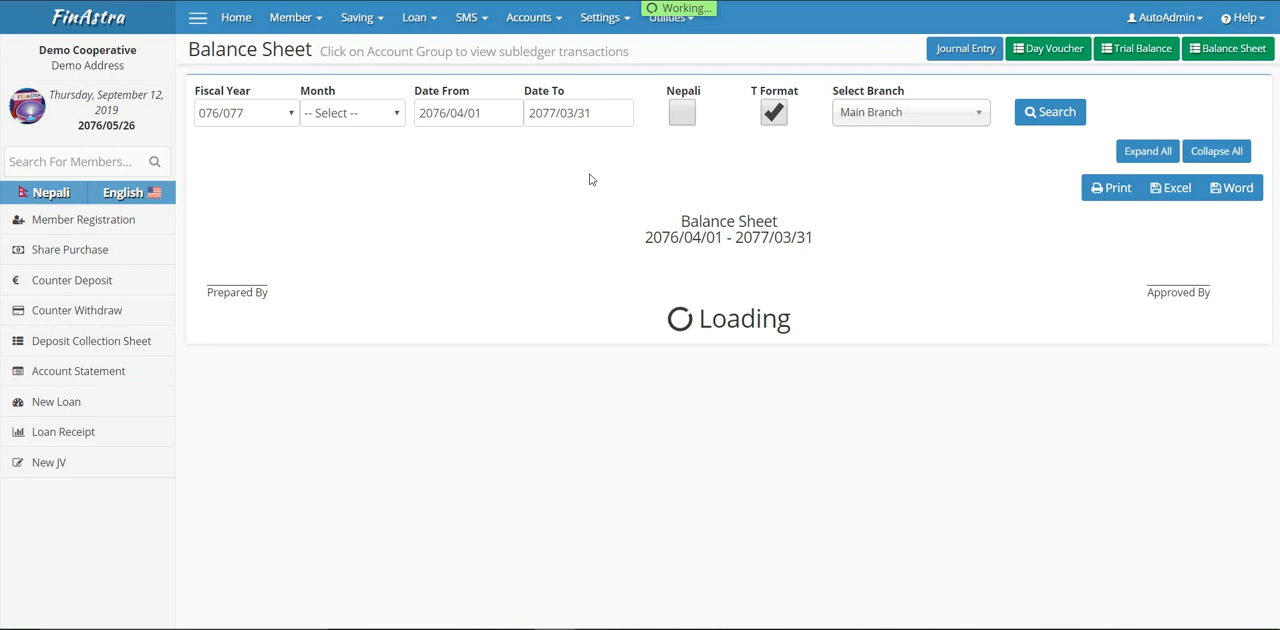 FinAstra
Home Member Saving Loan SMS Accounts Settings Utilities
Working...
AutoAdmin Help
Demo Cooperative
Demo Address
Thursday, September 12,
2019
2076/05/26
Search For Members...
Nepali English
Member Registration
Share Purchase
Counter Deposit
Counter Withdraw
Deposit Collection Sheet
Account Statement
New Loan
Loan Receipt
New JV
Balance Sheet Click on Account Group to view subledger transactions
Journal Entry Day Voucher Trial Balance Balance Sheet
Fiscal Year Month Date From Date To Nepali T Format Select Branch
076/077 -- Select -- 2076/04/01 2077/03/31 Main Branch Search
Expand All Collapse All
Print Excel Word
Balance Sheet
2076/04/01 - 2077/03/31
Prepared By Approved By
Loading